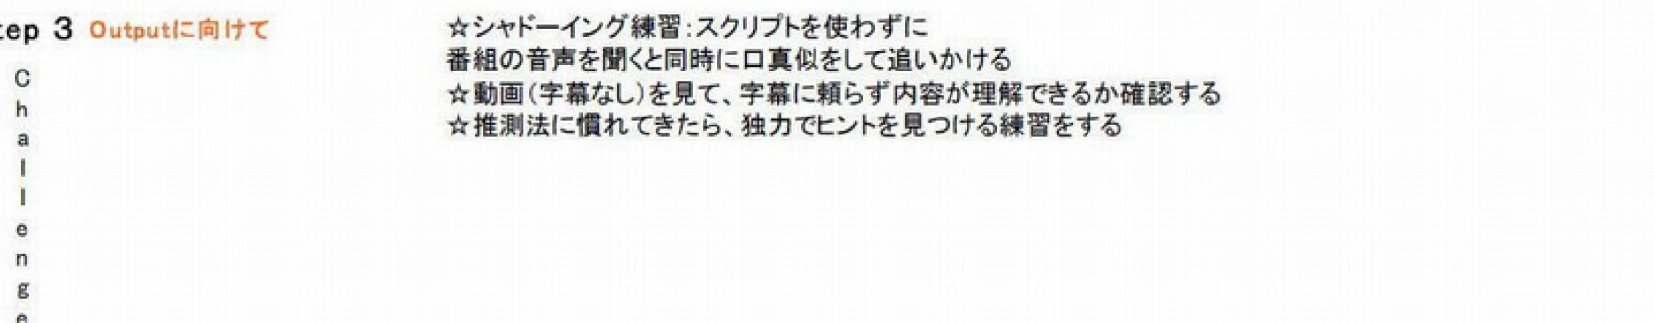 tep 3 Outputに向けて
☆シャドーイング練習:スクリプトを使わずに
番組の音声を聞くと同時に口真似をして追いかける
☆動画(字幕なし)を見て、字幕に頼らず内容が理解できるか確認する
☆推測法に慣れてきたら、独力でヒントを見つける練習をする
C
h
a
l
l
e
n
g
e